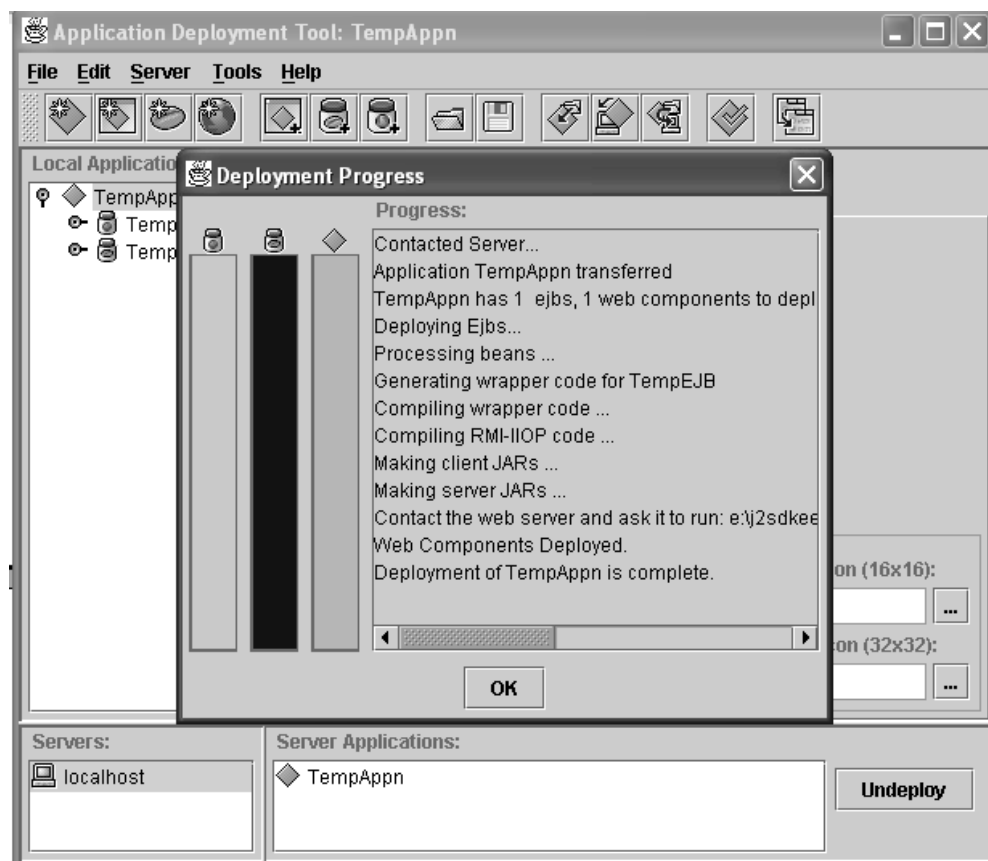 Application Deployment Tool: TempAppn
File Edit Server Tools Help
Local Applicatio
TempApp
Temp
Temp
Deployment Progress
Progress:
Contacted Server...
Application TempAppn transferred
TempAppn has 1 ejbs, 1 web components to depl
Deploying Ejbs...
Processing beans ...
Generating wrapper code for TempEJB
Compiling wrapper code ...
Compiling RMI-IIOP code ...
Making client JARs ...
Making server JARs ...
Contact the web server and ask it to run: e:\j2sdkee
Web Components Deployed.
Deployment of TempAppn is complete.
OK
on (16x16):
...
con (32x32):
...
Servers:
localhost
Server Applications:
TempAppn
Undeploy